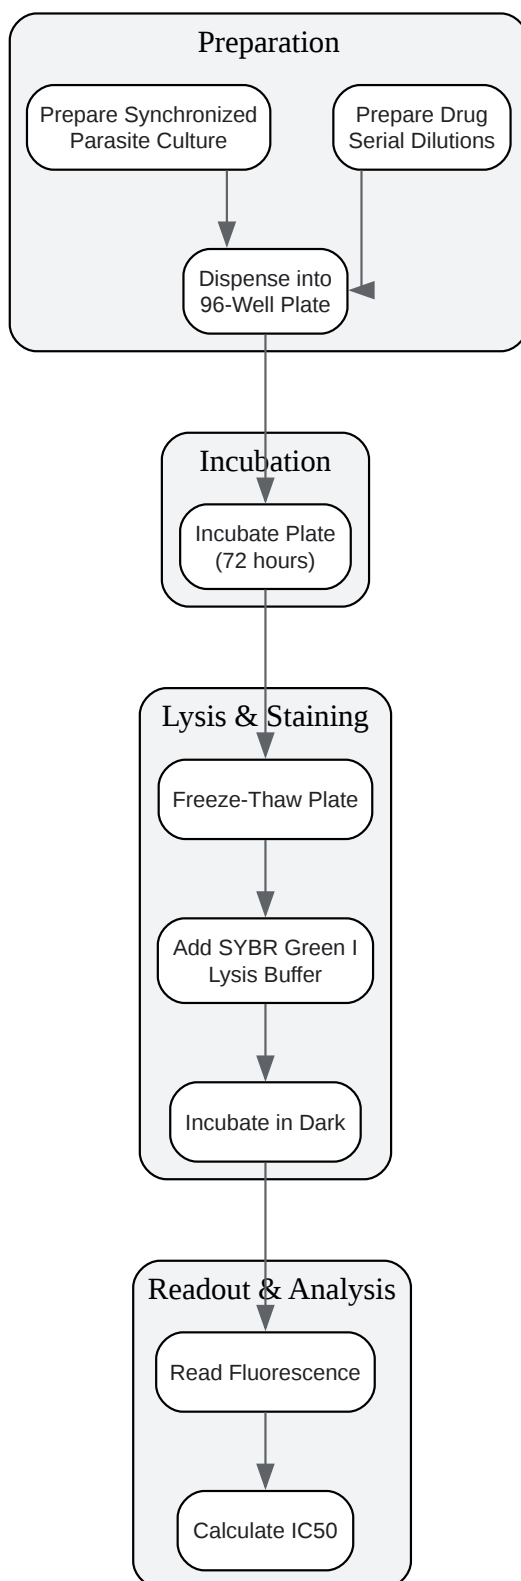 Preparation
Prepare Synchronized
Parasite Culture
Prepare Drug
Serial Dilutions
Dispense into
96-Well Plate
Incubation
Incubate Plate
(72 hours)
Lysis & Staining
Freeze-Thaw Plate
Add SYBR Green I
Lysis Buffer
Incubate in Dark
Readout & Analysis
Read Fluorescence
Calculate IC50